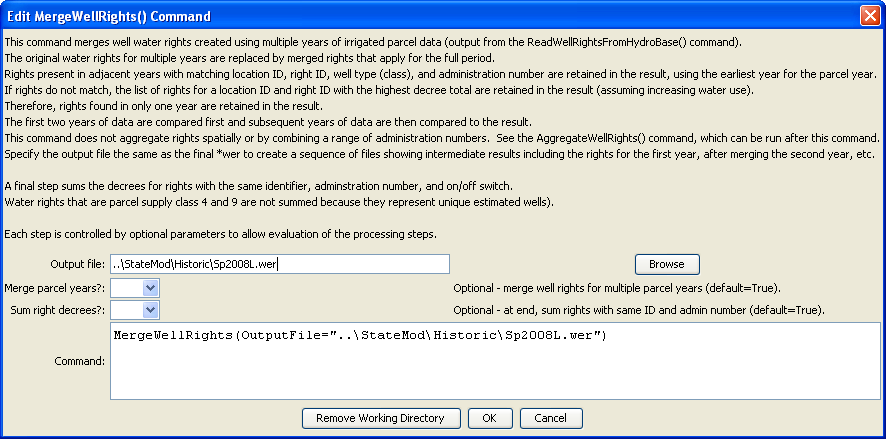 Edit MergeWellRights() Command
This command merges well water rights created using multiple years of irrigated parcel data (output from the ReadWellRightsFromHydroBase() command).
The original water rights for multiple years are replaced by merged rights that apply for the full period.
Rights present in adjacent years with matching location ID, right ID, well type (class), and administration number are retained in the result, using the earliest year for the parcel year.
If rights do not match, the list of rights for a location ID and right ID with the highest decree total are retained in the result (assuming increasing water use).
Therefore, rights found in only one year are retained in the result.
The first two years of data are compared first and subsequent years of data are then compared to the result.
This command does not aggregate rights spatially or by combining a range of administration numbers.  See the AggregateWellRights() command, which can be run after this command.
Specify the output file the same as the final *wer to create a sequence of files showing intermediate results including the rights for the first year, after merging the second year, etc.
A final step sums the decrees for rights with the same identifier, adminstration number, and on/off switch.
Water rights that are parcel supply class 4 and 9 are not summed because they represent unique estimated wells).
Each step is controlled by optional parameters to allow evaluation of the processing steps.
Output file: ..\StateMod\Historic\Sp2008L.wer Browse
Merge parcel years?: Optional - merge well rights for multiple parcel years (default=True).
Sum right decrees?: Optional - at end, sum rights with same ID and admin number (default=True).
MergeWellRights(OutputFile="..\StateMod\Historic\Sp2008L.wer")
Command:
Remove Working Directory OK Cancel